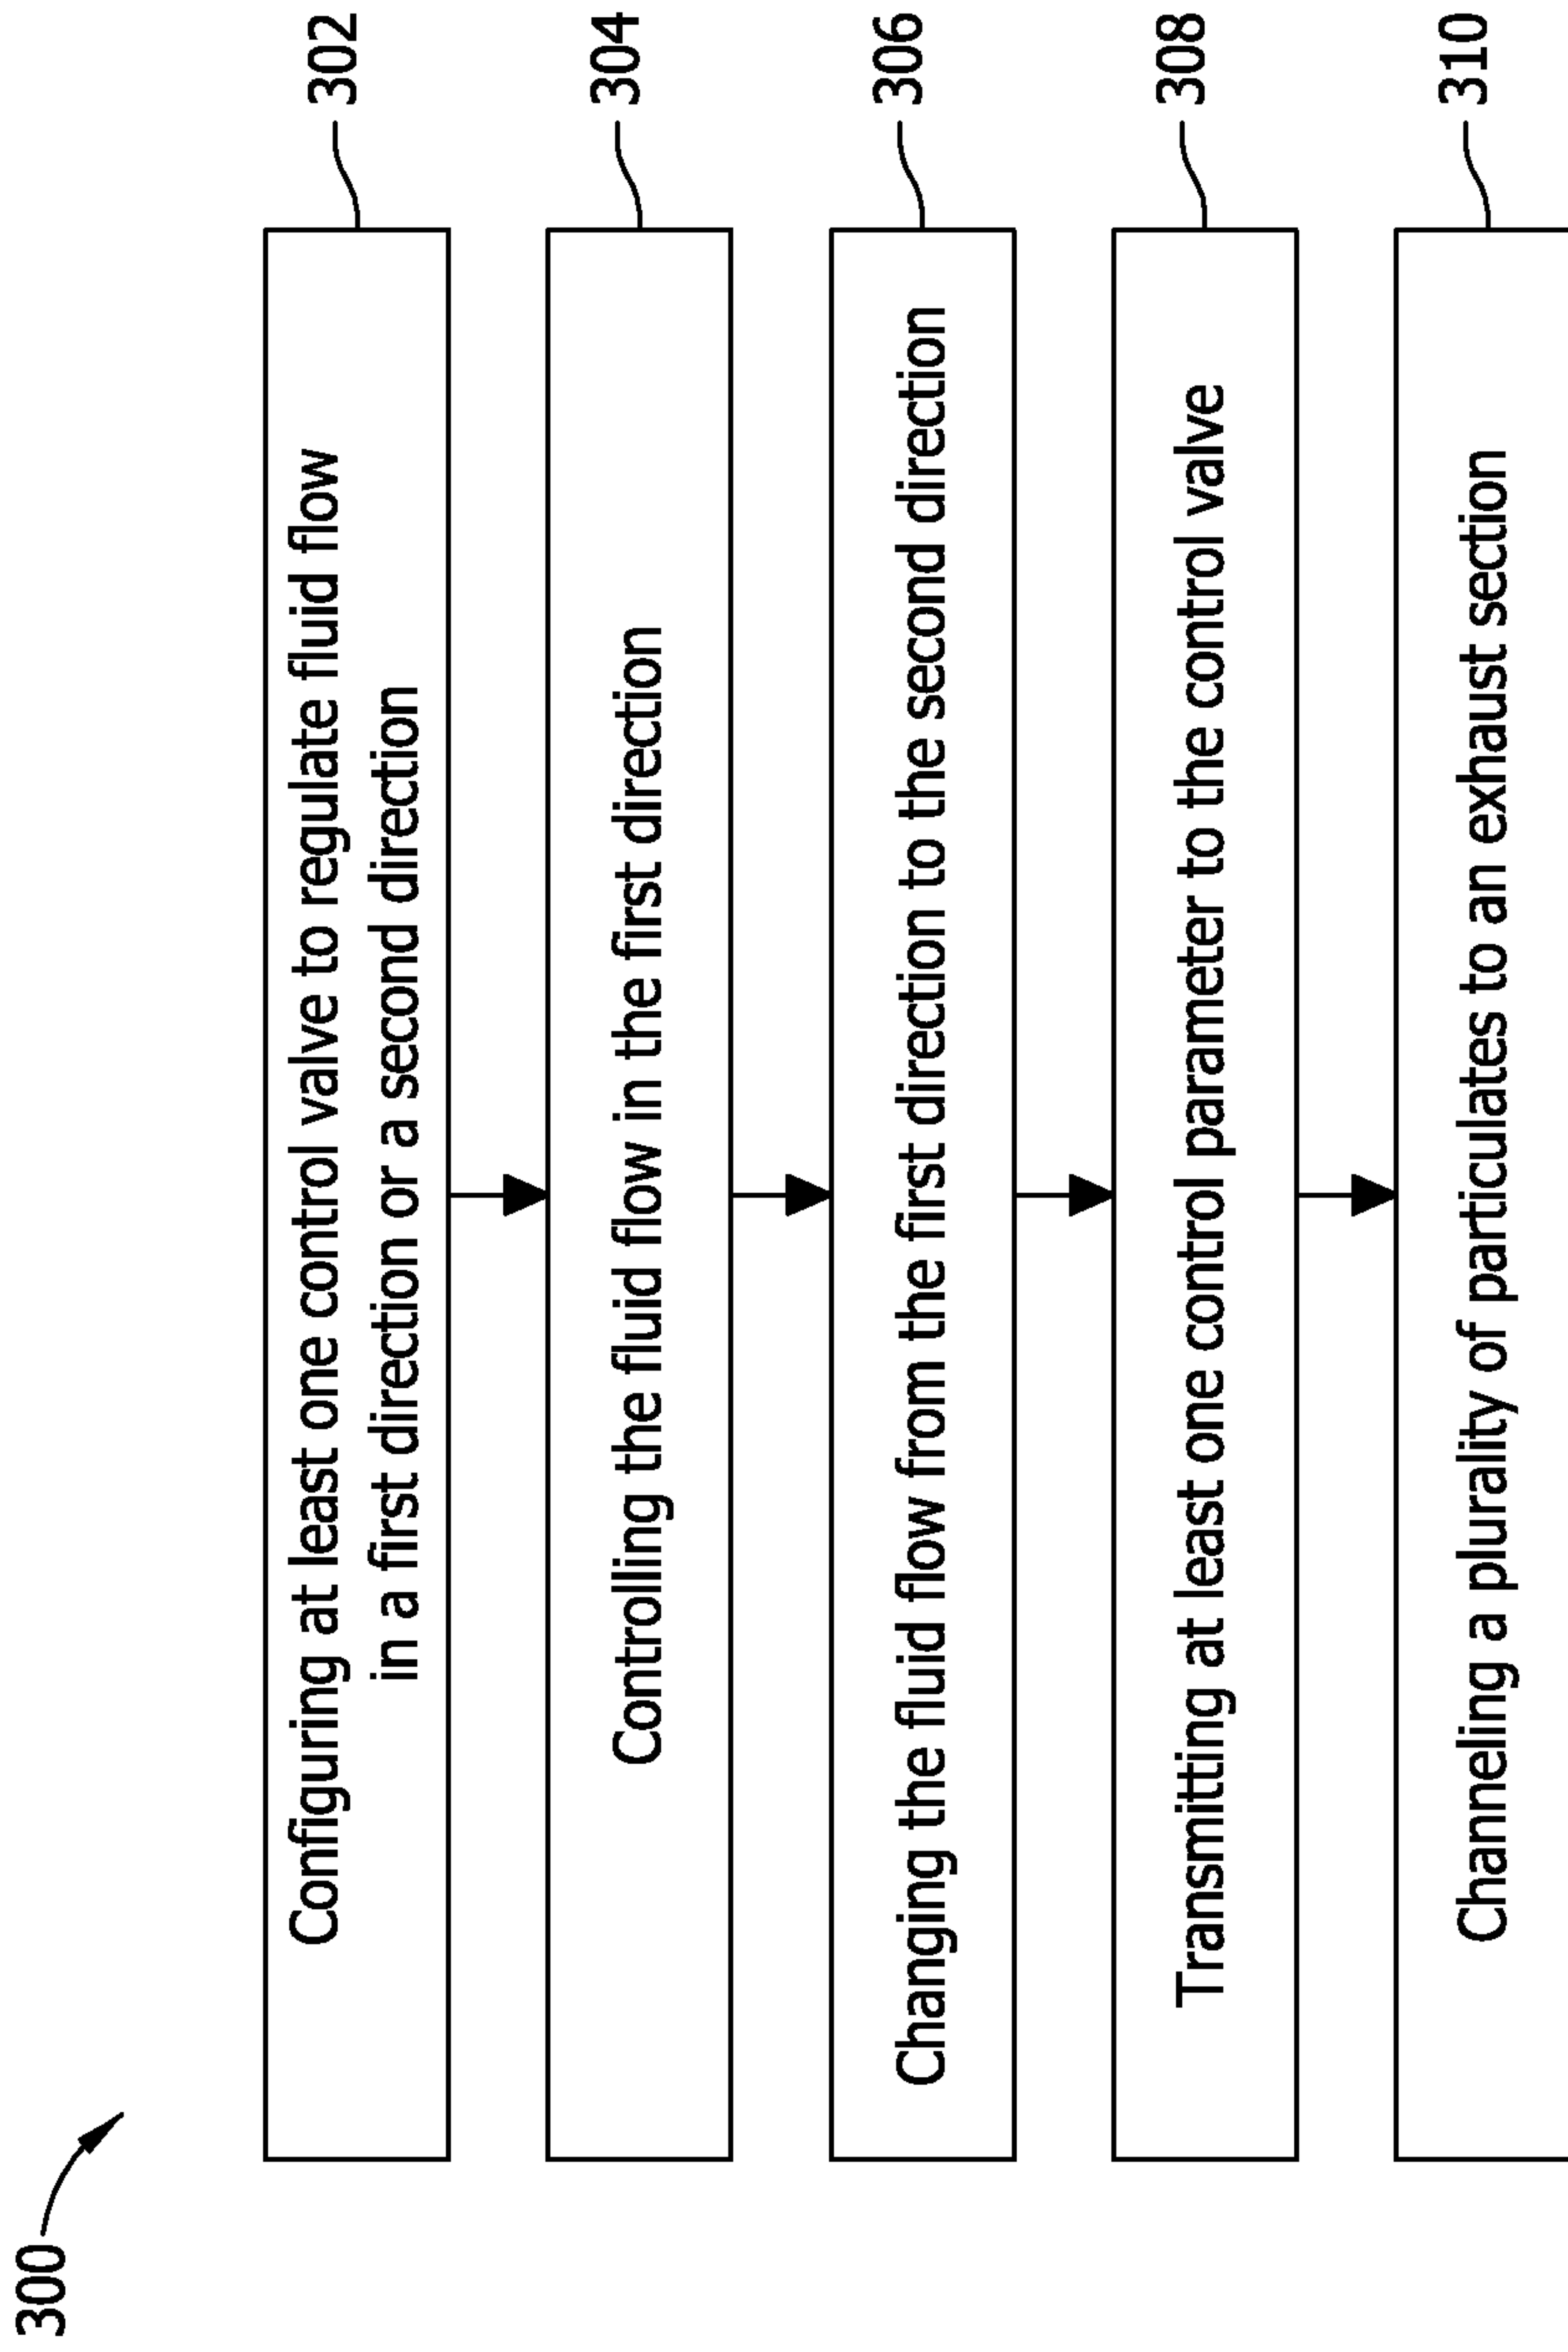 300
Configuring at least one control valve to regulate fluid flow
in a first direction or a second direction
302
Controlling the fluid flow in the first direction
304
Changing the fluid flow from the first direction to the second direction
306
Transmitting at least one control parameter to the control valve
308
Channeling a plurality of particulates to an exhaust section
310